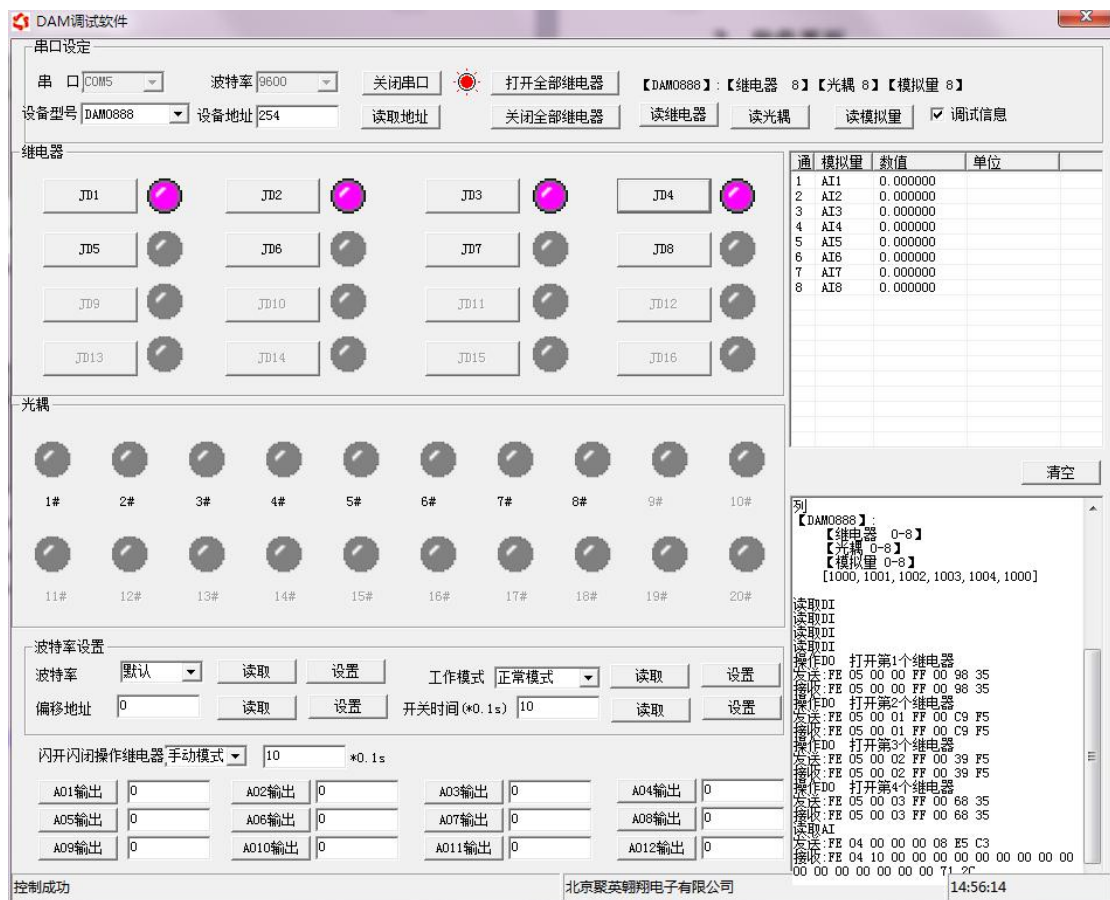 DAM调试软件
串口设定
串 口 COM5 波特率 9600 关闭串口 打开全部继电器 【DAM0888】:【继电器 8】【光耦 8】【模拟量 8】
设备型号 DAM0888 设备地址 254 读取地址 关闭全部继电器 读继电器 读光耦 读模拟量 调试信息
继电器
JD1 JD2 JD3 JD4
JD5 JD6 JD7 JD8
JD9 JD10 JD11 JD12
JD13 JD14 JD15 JD16
通 模拟量 数值 单位
1 AI1 0.000000
2 AI2 0.000000
3 AI3 0.000000
4 AI4 0.000000
5 AI5 0.000000
6 AI6 0.000000
7 AI7 0.000000
8 AI8 0.000000
光耦
1# 2# 3# 4# 5# 6# 7# 8# 9# 10#
11# 12# 13# 14# 15# 16# 17# 18# 19# 20#
清空
列
【DAM0888】:
【继电器 0-8】
【光耦 0-8】
【模拟量 0-8】
[1000,1001,1002,1003,1004,1000]
读取DI
读取DI
读取DI
读取DI
操作DO 打开第1个继电器
发送:FE 05 00 00 FF 00 98 35
接收:FE 05 00 00 FF 00 98 35
操作DO 打开第2个继电器
发送:FE 05 00 01 FF 00 C9 F5
接收:FE 05 00 01 FF 00 C9 F5
操作DO 打开第3个继电器
发送:FE 05 00 02 FF 00 39 F5
接收:FE 05 00 02 FF 00 39 F5
操作DO 打开第4个继电器
发送:FE 05 00 03 FF 00 68 35
接收:FE 05 00 03 FF 00 68 35
读取AI
发送:FE 04 00 00 00 08 E5 C3
接收:FE 04 10 00 00 00 00 00 00 00 00 00
00 00 00 00 00 00 00 71 2C
波特率设置
波特率 默认 读取 设置 工作模式 正常模式 读取 设置
偏移地址 0 读取 设置 开关时间(*0.1s) 10 读取 设置
闪开闪闭操作继电器 手动模式 10 *0.1s
AO1输出 0 AO2输出 0 AO3输出 0 AO4输出 0
AO5输出 0 AO6输出 0 AO7输出 0 AO8输出 0
AO9输出 0 AO10输出 0 AO11输出 0 AO12输出 0
控制成功 北京聚英翱翔电子有限公司 14:56:14